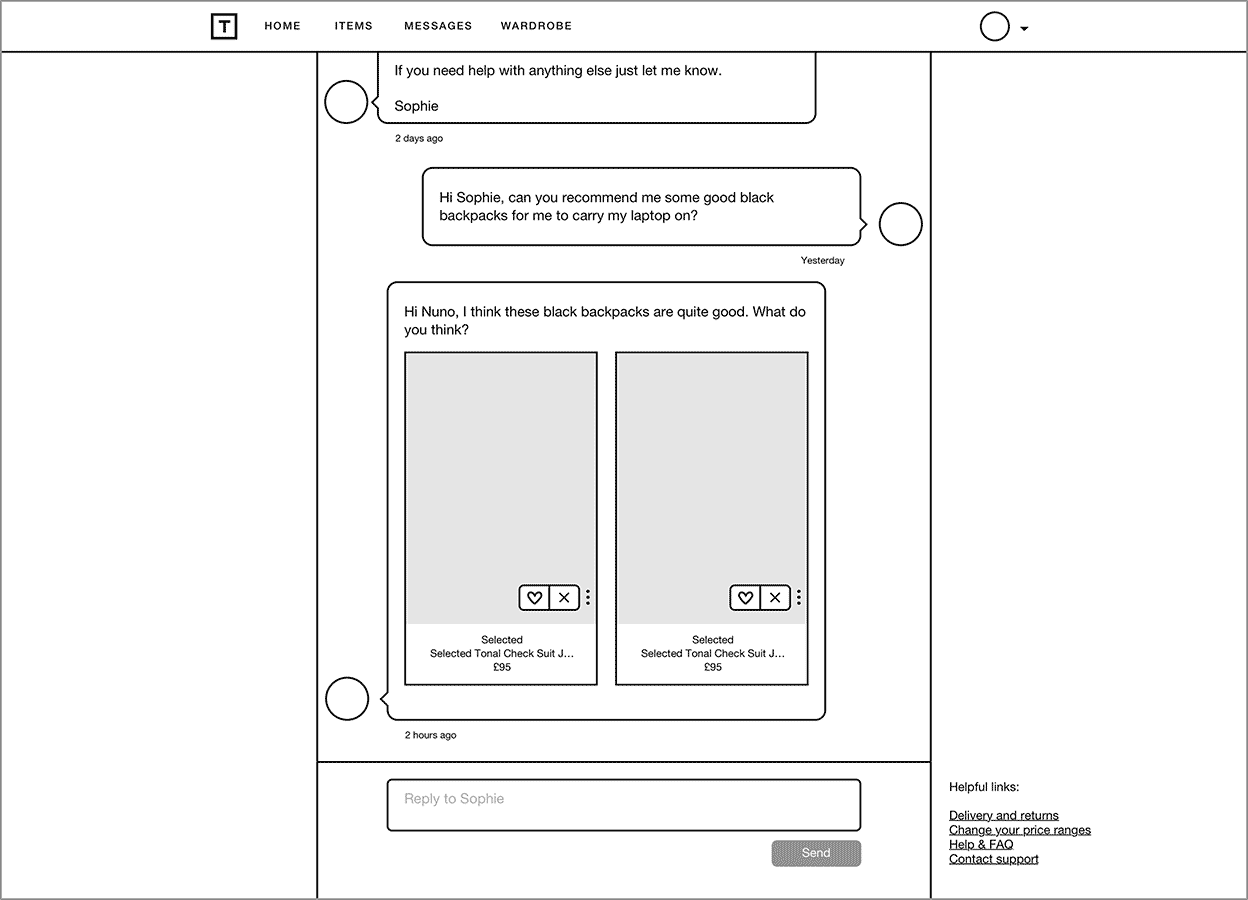 T
HOME
ITEMS
MESSAGES
WARDROBE
If you need help with anything else just let me know.
Sophie
2 days ago
Hi Sophie, can you recommend me some good black
backpacks for me to carry my laptop on?
Yesterday
Hi Nuno, I think these black backpacks are quite good. What do
you think?
Selected
Selected Tonal Check Suit J...
£95
Selected
Selected Tonal Check Suit J...
£95
2 hours ago
Reply to Sophie
Send
Helpful links:
Delivery and returns
Change your price ranges
Help & FAQ
Contact support